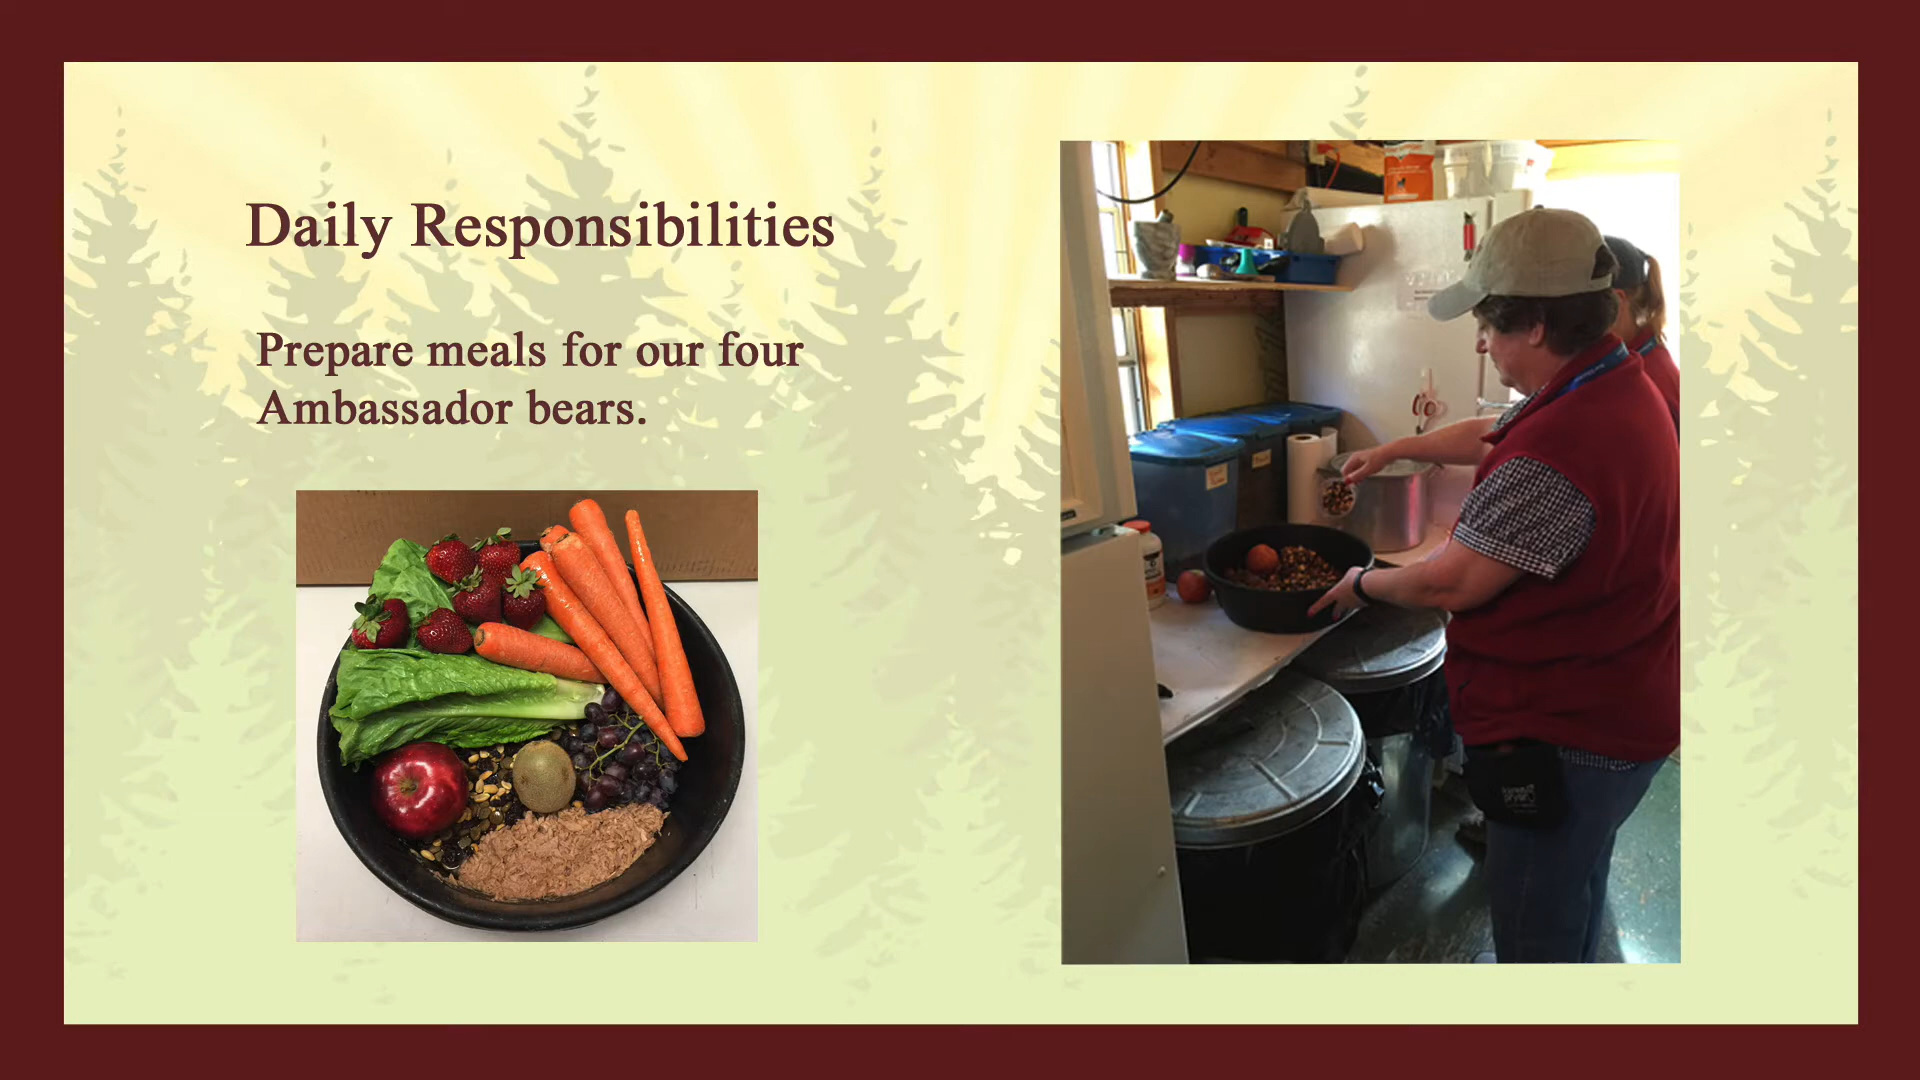 Daily Responsibilities
Prepare meals for our four
Ambassador bears.